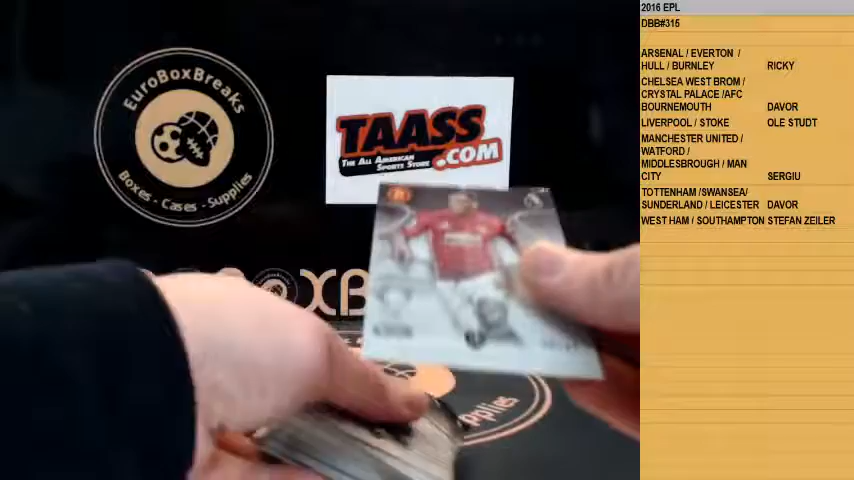 2016 EPL
DBB#315
ARSENAL / EVERTON /
HULL / BURNLEY RICKY
CHELSEA WEST BROM /
CRYSTAL PALACE /AFC
BOURNEMOUTH DAVOR
LIVERPOOL / STOKE OLE STUDT
MANCHESTER UNITED /
WATFORD /
MIDDLESBROUGH / MAN
CITY SERGIU
TOTTENHAM /SWANSEA/
SUNDERLAND / LEICESTER DAVOR
WEST HAM / SOUTHAMPTON STEFAN ZEILER
EuroBoxBreaks
Boxes - Cases - Supplies
TAASS
.COM
THE ALL AMERICAN
SPORTS STORE
XB
pplies